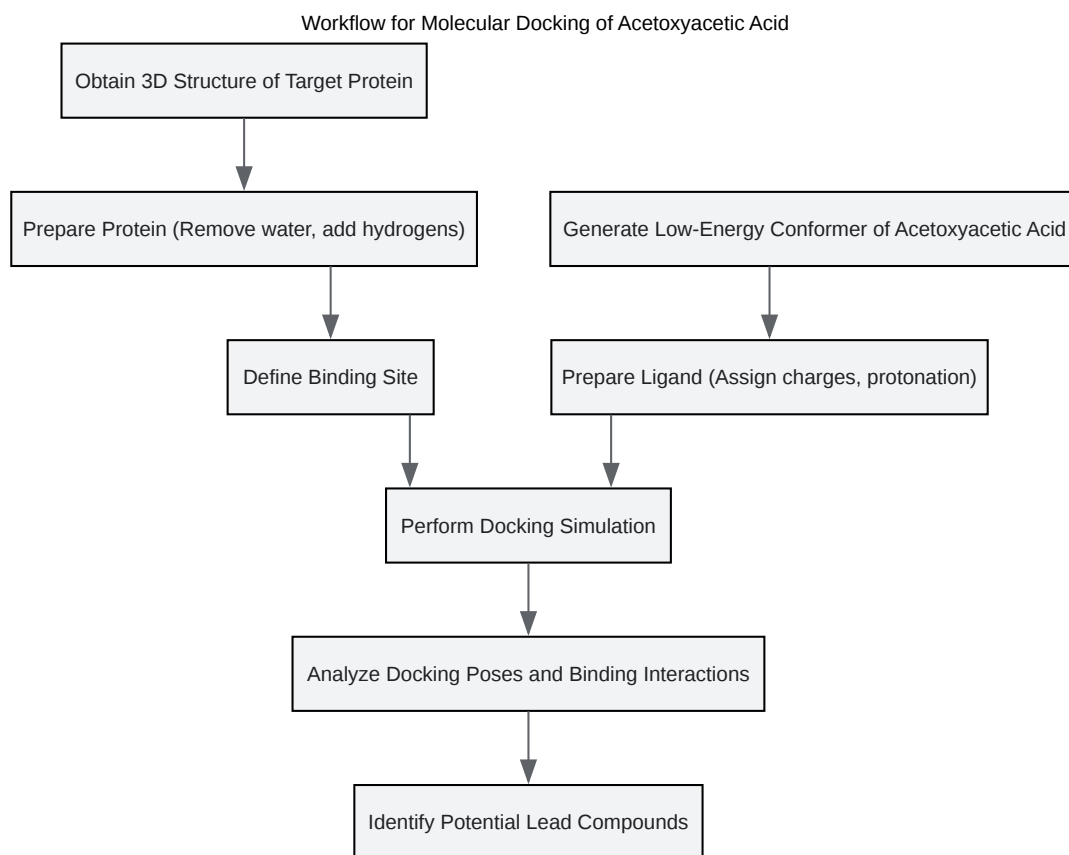 Workflow for Molecular Docking of Acetoxyacetic Acid
Obtain 3D Structure of Target Protein
Prepare Protein (Remove water, add hydrogens)
Generate Low-Energy Conformer of Acetoxyacetic Acid
Define Binding Site
Prepare Ligand (Assign charges, protonation)
Perform Docking Simulation
Analyze Docking Poses and Binding Interactions
Identify Potential Lead Compounds